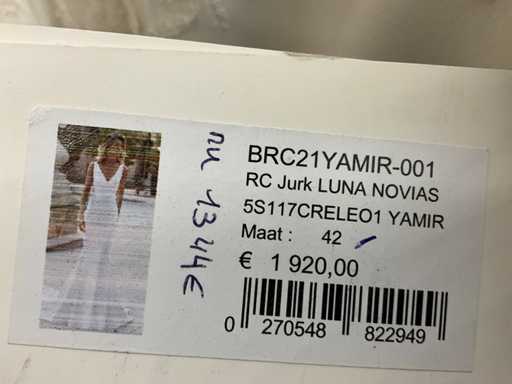 nu 1344€
BRC21YAMIR-001
RC Jurk LUNA NOVIAS
5S117CRELEO1 YAMIR
Maat : 42
€ 1 920,00
0 270548 822949